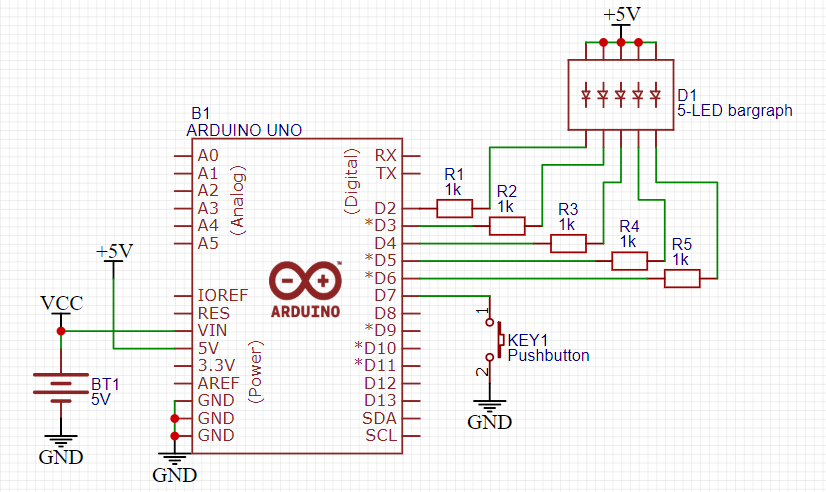 +5V
D1
5-LED bargraph
B1
ARDUINO UNO
A0
A1
A2
A3
A4
A5
(Analog)
IOREF
RES
VIN
5V
3.3V
AREF
GND
GND
GND
(Power)
(Digital)
RX
TX
D2
*D3
D4
*D5
*D6
D7
D8
*D9
*D10
*D11
D12
D13
SDA
SCL
ARDUINO
™
R1
1k
R2
1k
R3
1k
R4
1k
R5
1k
+5V
VCC
BT1
5V
GND
GND
1
KEY1
Pushbutton
2
GND